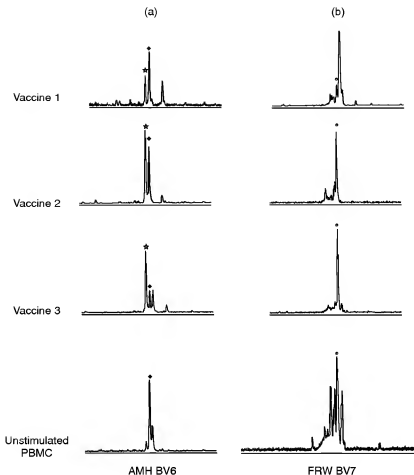 (a) (b)
Vaccine 1
Vaccine 2
Vaccine 3
Unstimulated
PBMC
AMH BV6 FRW BV7